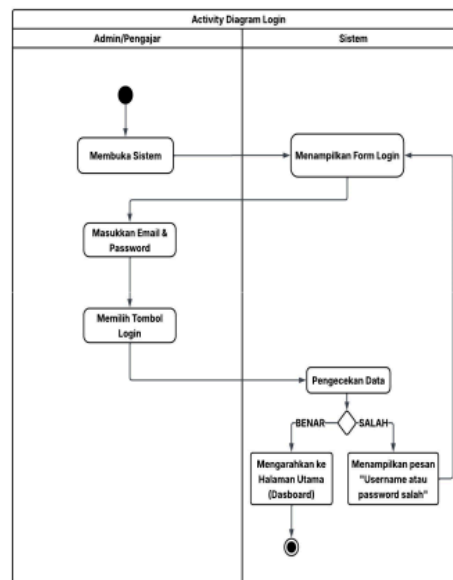 Activity Diagram Login
Admin/Pengajar
Sistem
Membuka Sistem
Menampilkan Form Login
Masukkan Email &
Password
Memilih Tombol
Login
Pengecekan Data
BENAR
SALAH
Mengarahkan ke
Halaman Utama
(Dasboard)
Menampilkan pesan
"Username atau
password salah"